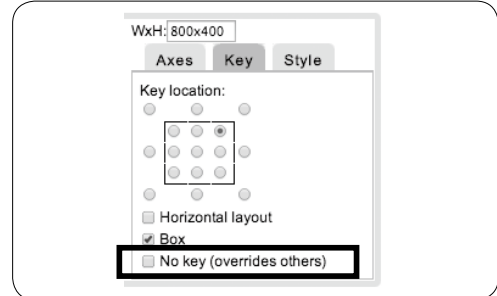 WxH: 800x400
Axes Key Style
Key location:
Horizontal layout
Box
No key (overrides others)